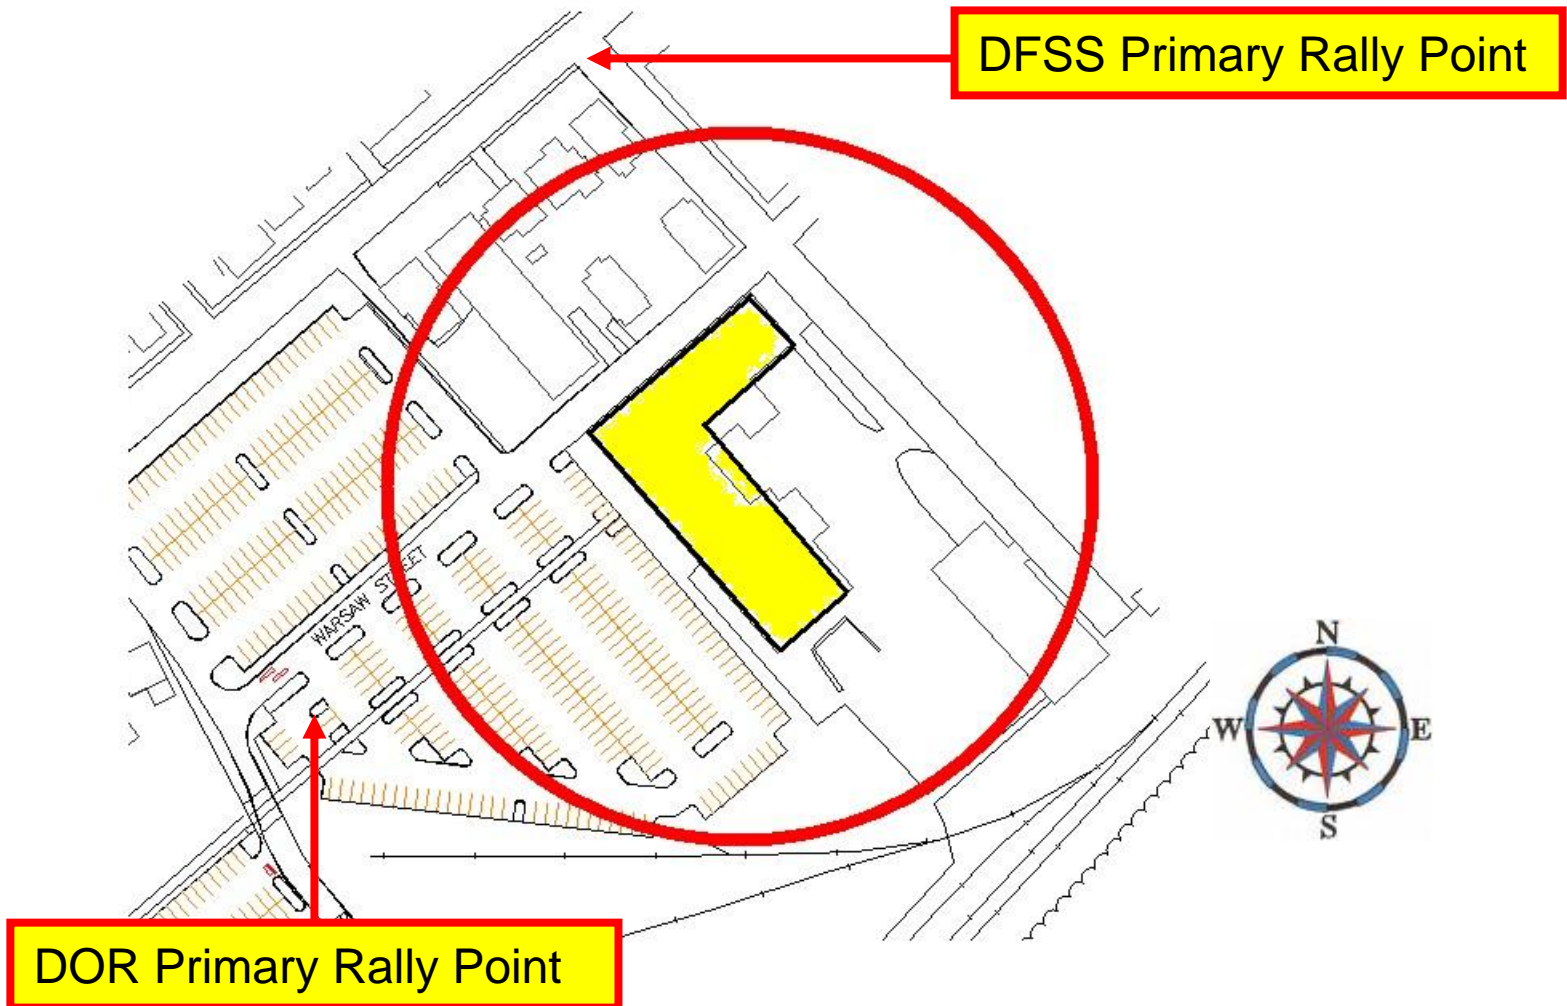 DFSS Primary Rally Point
WARSAW STREET
N
W
E
S
DOR Primary Rally Point